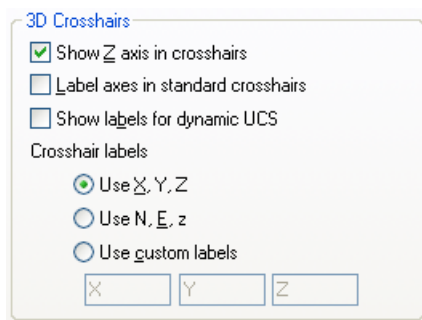 3D Crosshairs
Show Z axis in crosshairs
Label axes in standard crosshairs
Show labels for dynamic UCS
Crosshair labels
Use X, Y, Z
Use N, E, z
Use custom labels
X Y Z